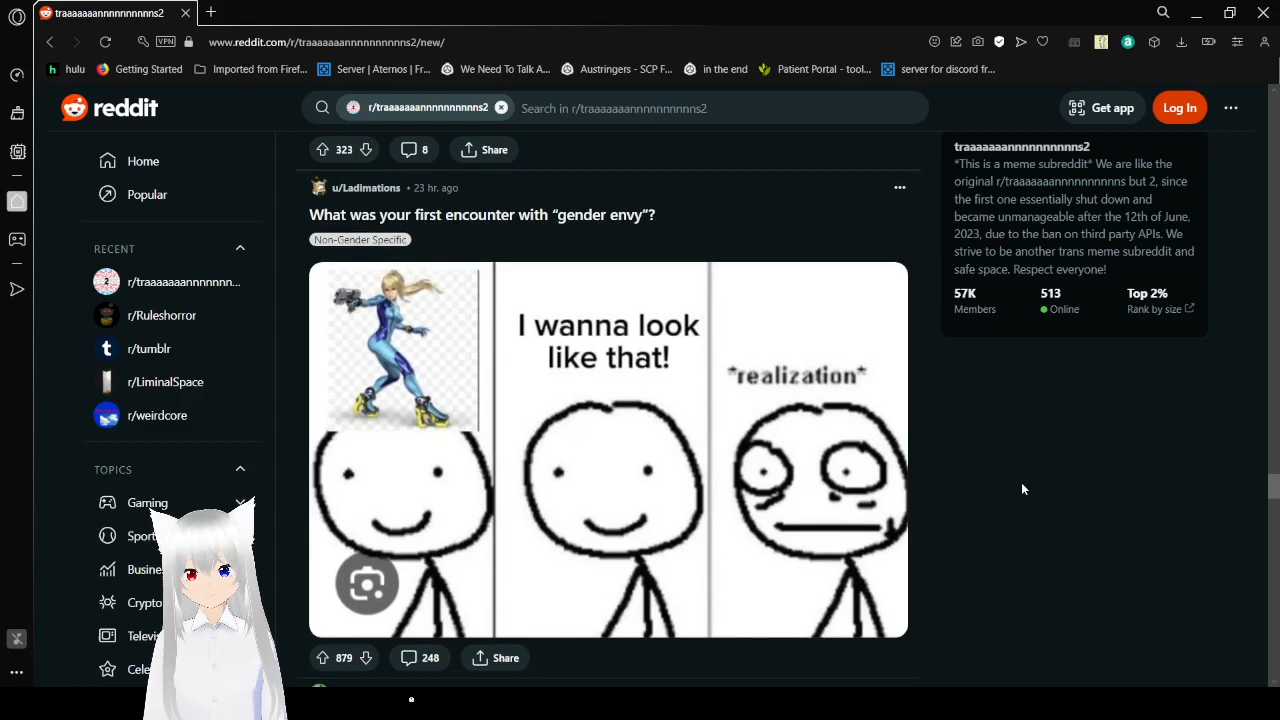 traaaaaaannnnnnnnnns2
VPN
www.reddit.com/r/traaaaaaannnnnnnnnns2/new/
hulu
Getting Started
Imported from Firef...
Server | Aternos | Fr...
We Need To Talk A...
Austringers - SCP F...
in the end
Patient Portal - tool...
server for discord fr...
reddit
r/traaaaaaannnnnnnnnns2
Search in r/traaaaaaannnnnnnnnns2
Get app
Log In
Home
Popular
RECENT
r/traaaaaaannnnnnn...
r/Ruleshorror
r/tumblr
r/LiminalSpace
r/weirdcore
TOPICS
Gaming
Sport
Busine
Crypto
Televi
Cele
323
8
Share
u/Ladimations • 23 hr. ago
What was your first encounter with “gender envy”?
Non-Gender Specific
I wanna look
like that!
*realization*
879
248
Share
traaaaaaannnnnnnnnns2
*This is a meme subreddit* We are like the
original r/traaaaaaannnnnnnnnns but 2, since
the first one essentially shut down and
became unmanageable after the 12th of June,
2023, due to the ban on third party APIs. We
strive to be another trans meme subreddit and
safe space. Respect everyone!
57K
Members
513
Online
Top 2%
Rank by size